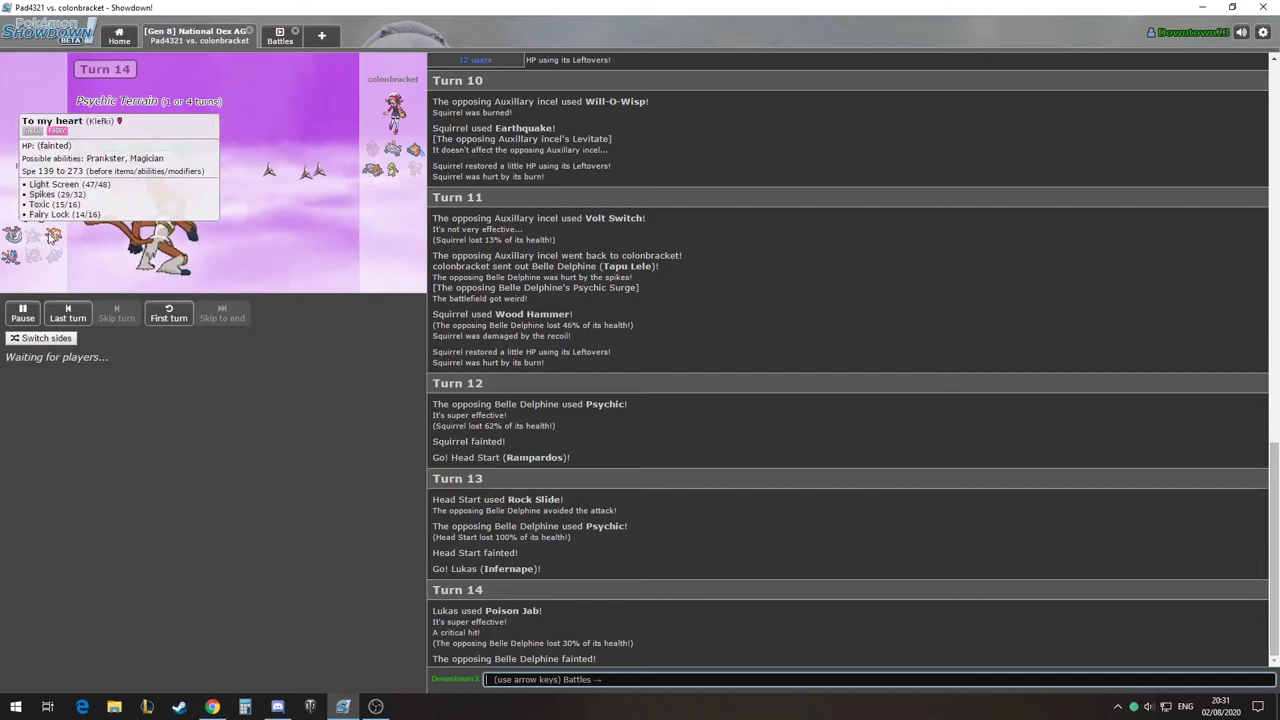 Pad4321 vs. colonbracket - Showdown!
Pokémon
SHOWDOWN
BETA
Home
[Gen 8] National Dex AG
Pad4321 vs. colonbracket
Battles
Downtown23
Turn 14
Psychic Terrain (1 or 4 turns)
colonbracket
To my heart (Klefki)
STEEL FAIRY
HP: (fainted)
Possible abilities: Prankster, Magician
Spe 139 to 273 (before items/abilities/modifiers)
• Light Screen (47/48)
• Spikes (29/32)
• Toxic (15/16)
• Fairy Lock (14/16)
Pause
Last turn
Skip turn
First turn
Skip to end
Switch sides
Waiting for players...
12 users
HP using its Leftovers!
Turn 10
The opposing Auxillary incel used Will-O-Wisp!
Squirrel was burned!
Squirrel used Earthquake!
[The opposing Auxillary incel's Levitate]
It doesn't affect the opposing Auxillary incel...
Squirrel restored a little HP using its Leftovers!
Squirrel was hurt by its burn!
Turn 11
The opposing Auxillary incel used Volt Switch!
It's not very effective...
(Squirrel lost 13% of its health!)
The opposing Auxillary incel went back to colonbracket!
colonbracket sent out Belle Delphine (Tapu Lele)!
The opposing Belle Delphine was hurt by the spikes!
[The opposing Belle Delphine's Psychic Surge]
The battlefield got weird!
Squirrel used Wood Hammer!
(The opposing Belle Delphine lost 46% of its health!)
Squirrel was damaged by the recoil!
Squirrel restored a little HP using its Leftovers!
Squirrel was hurt by its burn!
Turn 12
The opposing Belle Delphine used Psychic!
It's super effective!
(Squirrel lost 62% of its health!)
Squirrel fainted!
Go! Head Start (Rampardos)!
Turn 13
Head Start used Rock Slide!
The opposing Belle Delphine avoided the attack!
The opposing Belle Delphine used Psychic!
(Head Start lost 100% of its health!)
Head Start fainted!
Go! Lukas (Infernape)!
Turn 14
Lukas used Poison Jab!
It's super effective!
A critical hit!
(The opposing Belle Delphine lost 30% of its health!)
The opposing Belle Delphine fainted!
Downtown2
(use arrow keys) Battles →
ENG
20:31
02/08/2020